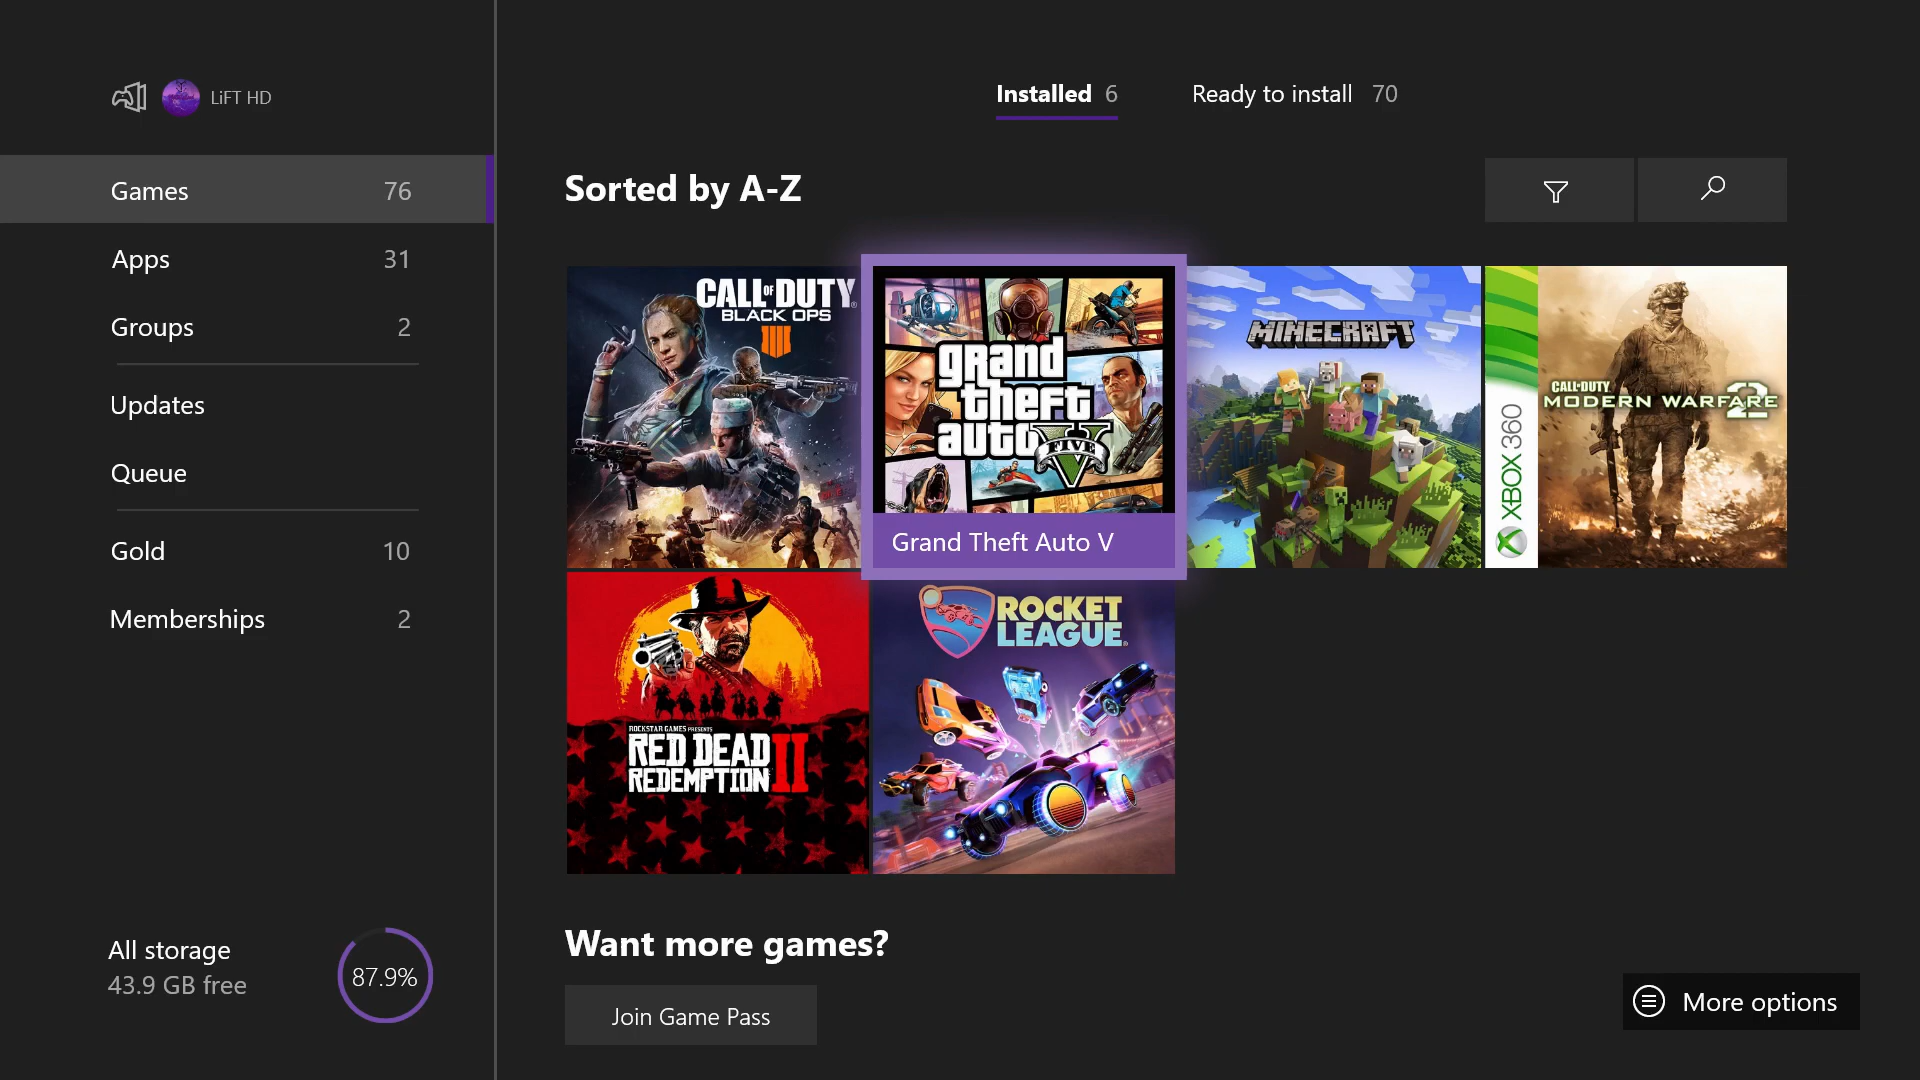 LiFT HD
Games 76
Apps 31
Groups 2
Updates
Queue
Gold 10
Memberships 2
All storage
43.9 GB free
87.9%
Installed 6
Ready to install 70
Sorted by A-Z
CALL OF DUTY
BLACK OPS
IIII
grand
theft
auto
FIVE
V
Grand Theft Auto V
MINECRAFT
XBOX 360
CALL OF DUTY
MODERN WARFARE 2
ROCKSTAR GAMES PRESENTS
RED DEAD
REDEMPTION II
ROCKET
LEAGUE
Want more games?
Join Game Pass
More options